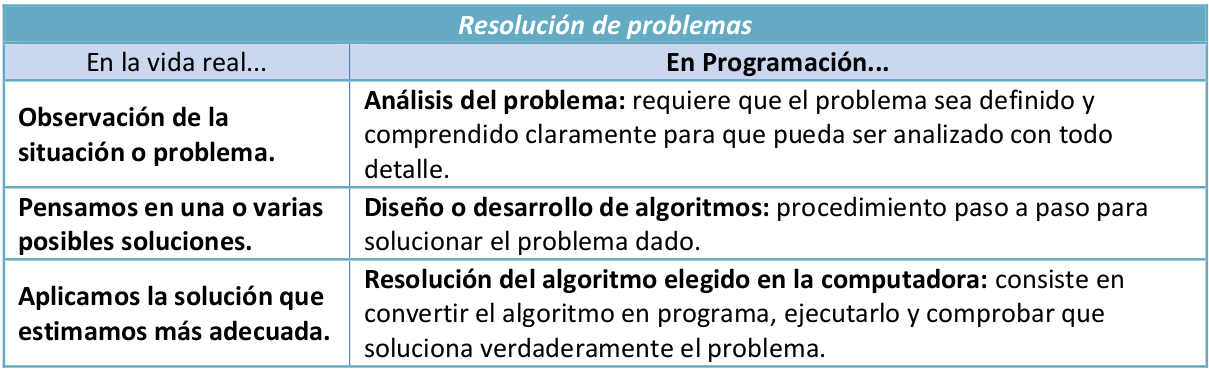 Resolución de problemas
En la vida real...
En Programación...
Observación de la
situación o problema.
Análisis del problema: requiere que el problema sea definido y
comprendido claramente para que pueda ser analizado con todo
detalle.
Pensamos en una o varias
posibles soluciones.
Diseño o desarrollo de algoritmos: procedimiento paso a paso para
solucionar el problema dado.
Aplicamos la solución que
estimamos más adecuada.
Resolución del algoritmo elegido en la computadora: consiste en
convertir el algoritmo en programa, ejecutarlo y comprobar que
soluciona verdaderamente el problema.